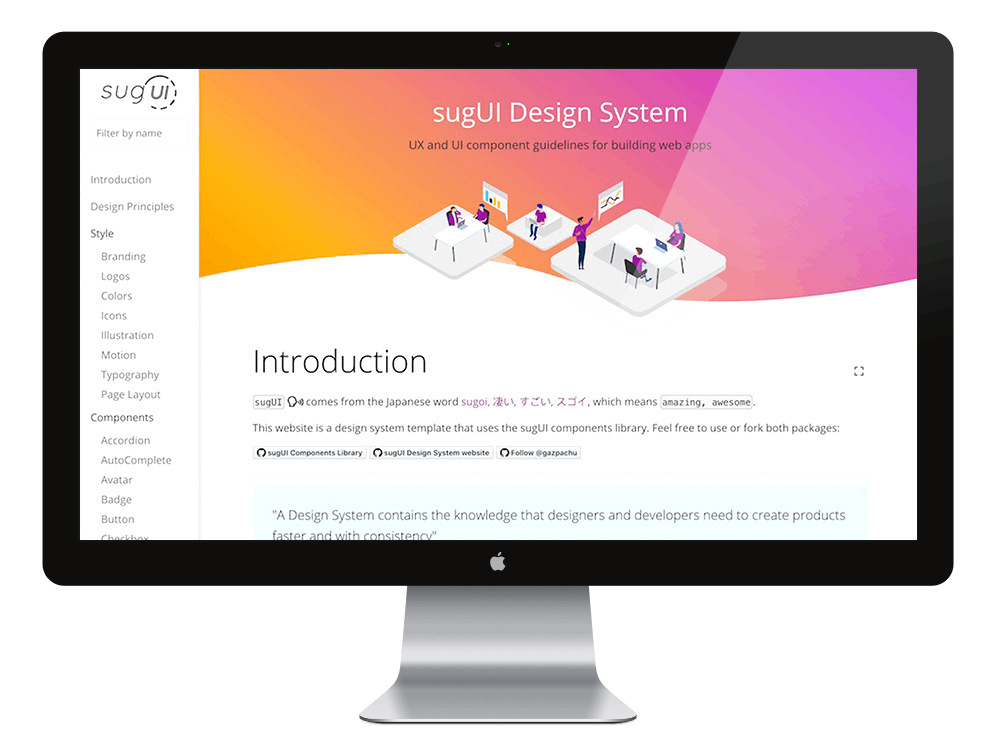 sugUI
Filter by name
Introduction
Design Principles
Style
Branding
Logos
Colors
Icons
Illustration
Motion
Typography
Page Layout
Components
Accordion
AutoComplete
Avatar
Badge
Button
Checkbox
sugUI Design System
UX and UI component guidelines for building web apps
Introduction
sugUI comes from the Japanese word sugoi, 凄い, すごい, スゴイ, which means amazing, awesome.
This website is a design system template that uses the sugUI components library. Feel free to use or fork both packages:
sugUI Components Library sugUI Design System website Follow @gazpachu
"A Design System contains the knowledge that designers and developers need to create products
faster and with consistency"